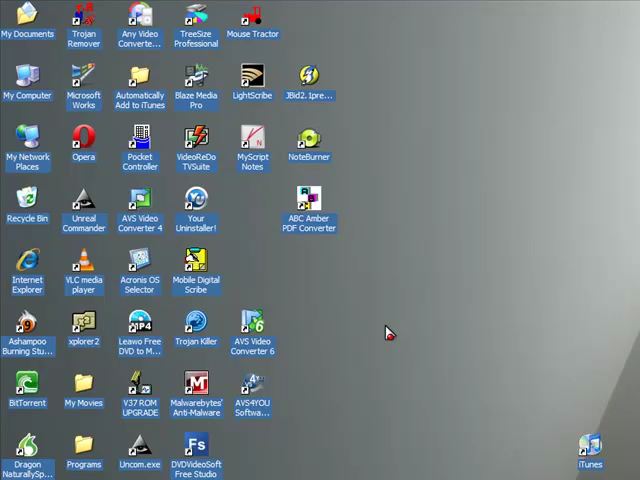 My Documents
Trojan
Remover
Any Video
Converte...
TreeSize
Professional
Mouse Tractor
My Computer
Microsoft
Works
Automatically
Add to iTunes
Blaze Media
Pro
LightScribe
JBid2.1pre...
My Network
Places
Opera
Pocket
Controller
VideoReDo
TVSuite
MyScript
Notes
NoteBurner
Recycle Bin
Unreal
Commander
AVS Video
Converter 4
Your
Uninstaller!
ABC Amber
PDF Converter
Internet
Explorer
VLC media
player
Acronis OS
Selector
Mobile Digital
Scribe
Ashampoo
Burning Stu...
xplorer2
MP4
Leawo Free
DVD to M...
Trojan Killer
AVS Video
Converter 6
BitTorrent
My Movies
V37 ROM
UPGRADE
Malwarebytes'
Anti-Malware
AVS4YOU
Softwa...
Dragon
NaturallySp...
Programs
Uncom.exe
Fs
DVDVideoSoft
Free Studio
iTunes